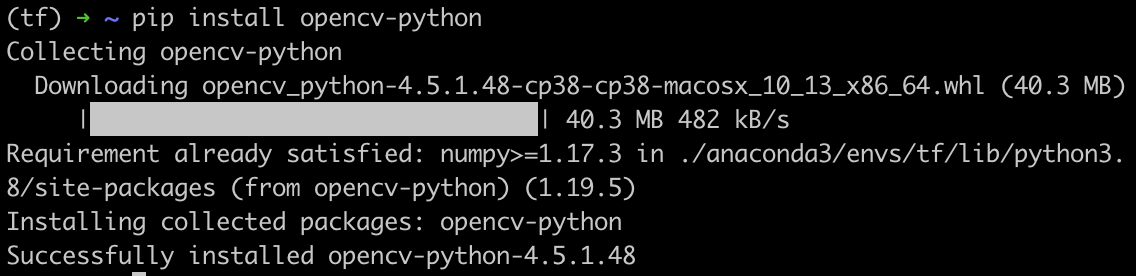 (tf) → ~ pip install opencv-python
Collecting opencv-python
  Downloading opencv_python-4.5.1.48-cp38-cp38-macosx_10_13_x86_64.whl (40.3 MB)
     |████████████████████████████████| 40.3 MB 482 kB/s
Requirement already satisfied: numpy>=1.17.3 in ./anaconda3/envs/tf/lib/python3.
8/site-packages (from opencv-python) (1.19.5)
Installing collected packages: opencv-python
Successfully installed opencv-python-4.5.1.48